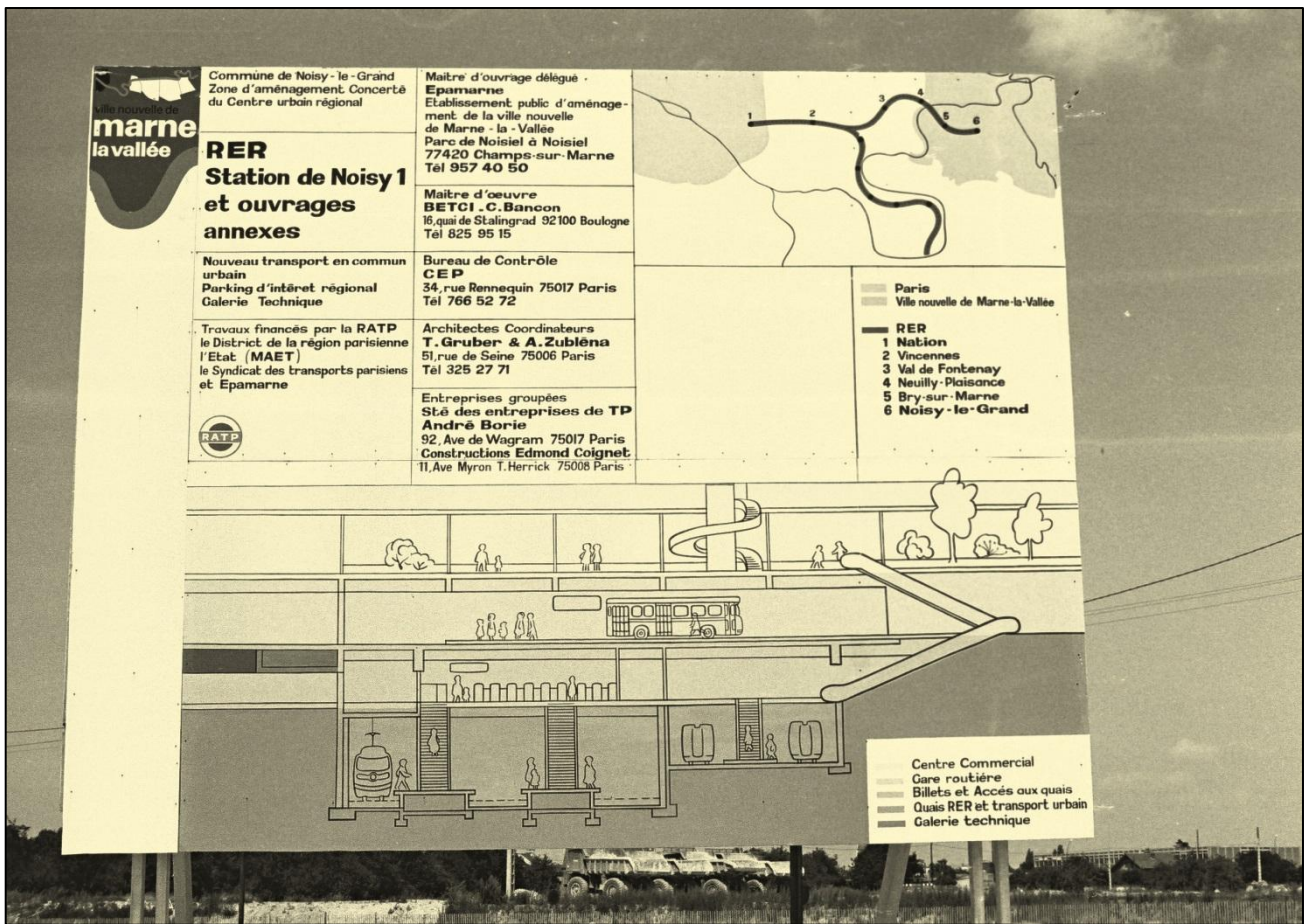 ville nouvelle de
marne
la vallée
Commune de Noisy-le-Grand
Zone d'aménagement Concerté
du Centre urbain régional
RER
Station de Noisy 1
et ouvrages
annexes
Nouveau transport en commun
urbain
Parking d'intéret régional
Galerie Technique
Travaux financés par la RATP
le District de la région parisienne
l'Etat (MAET)
le Syndicat des transports parisiens
et Epamarne
RATP
Maitre d'ouvrage délégué
Epamarne
Etablissement public d'aménage-
ment de la ville nouvelle
de Marne-la-Vallée
Parc de Noisiel à Noisiel
77420 Champs-sur-Marne
Tél 957 40 50
Maitre d'œuvre
BETCI_C.Bancon
16,quai de Stalingrad 92100 Boulogne
Tél 825 95 15
Bureau de Contrôle
CEP
34,rue Rennequin 75017 Paris
Tél 766 52 72
Architectes Coordinateurs
T.Gruber & A.Zubléna
51,rue de Seine 75006 Paris
Tél 325 27 71
Entreprises groupées
Sté des entreprises de TP
André Borie
92,Ave de Wagram 75017 Paris
Constructions Edmond Coignet
11,Ave Myron T.Herrick 75008 Paris
1 2 3 4 5 6
Paris
Ville nouvelle de Marne-la-Vallée
RER
1 Nation
2 Vincennes
3 Val de Fontenay
4 Neuilly-Plaisance
5 Bry-sur-Marne
6 Noisy-le-Grand
Centre Commercial
Gare routiére
Billets et Accés aux quais
Quais RER et transport urbain
Galerie technique